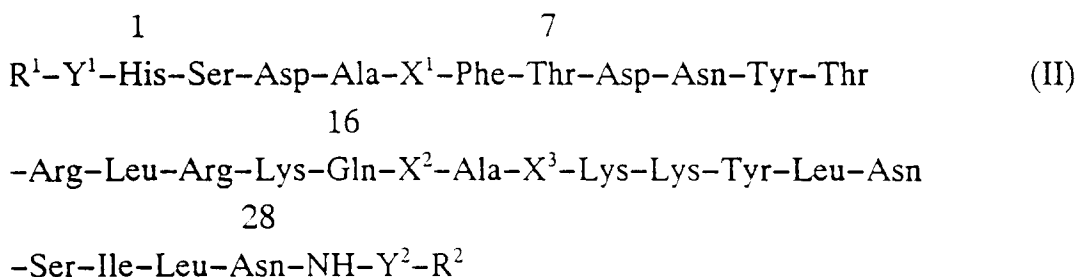 1 7
R¹–Y¹–His–Ser–Asp–Ala–X¹–Phe–Thr–Asp–Asn–Tyr–Thr (II)
16
–Arg–Leu–Arg–Lys–Gln–X²–Ala–X³–Lys–Lys–Tyr–Leu–Asn
28
–Ser–Ile–Leu–Asn–NH–Y²–R²